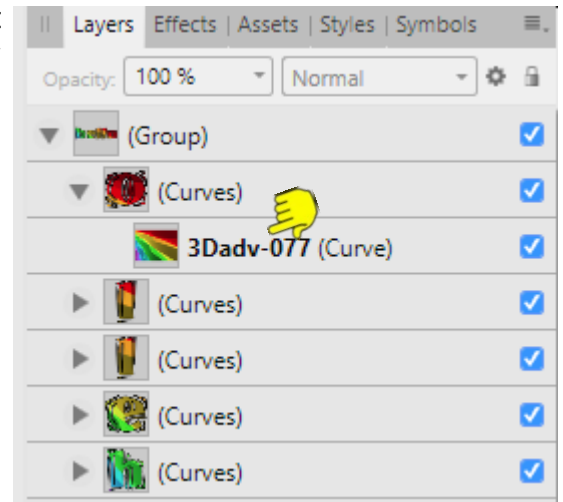 Layers Effects | Assets | Styles | Symbols
Opacity: 100 % Normal
(Group)
(Curves)
3Dadv-077 (Curve)
(Curves)
(Curves)
(Curves)
(Curves)